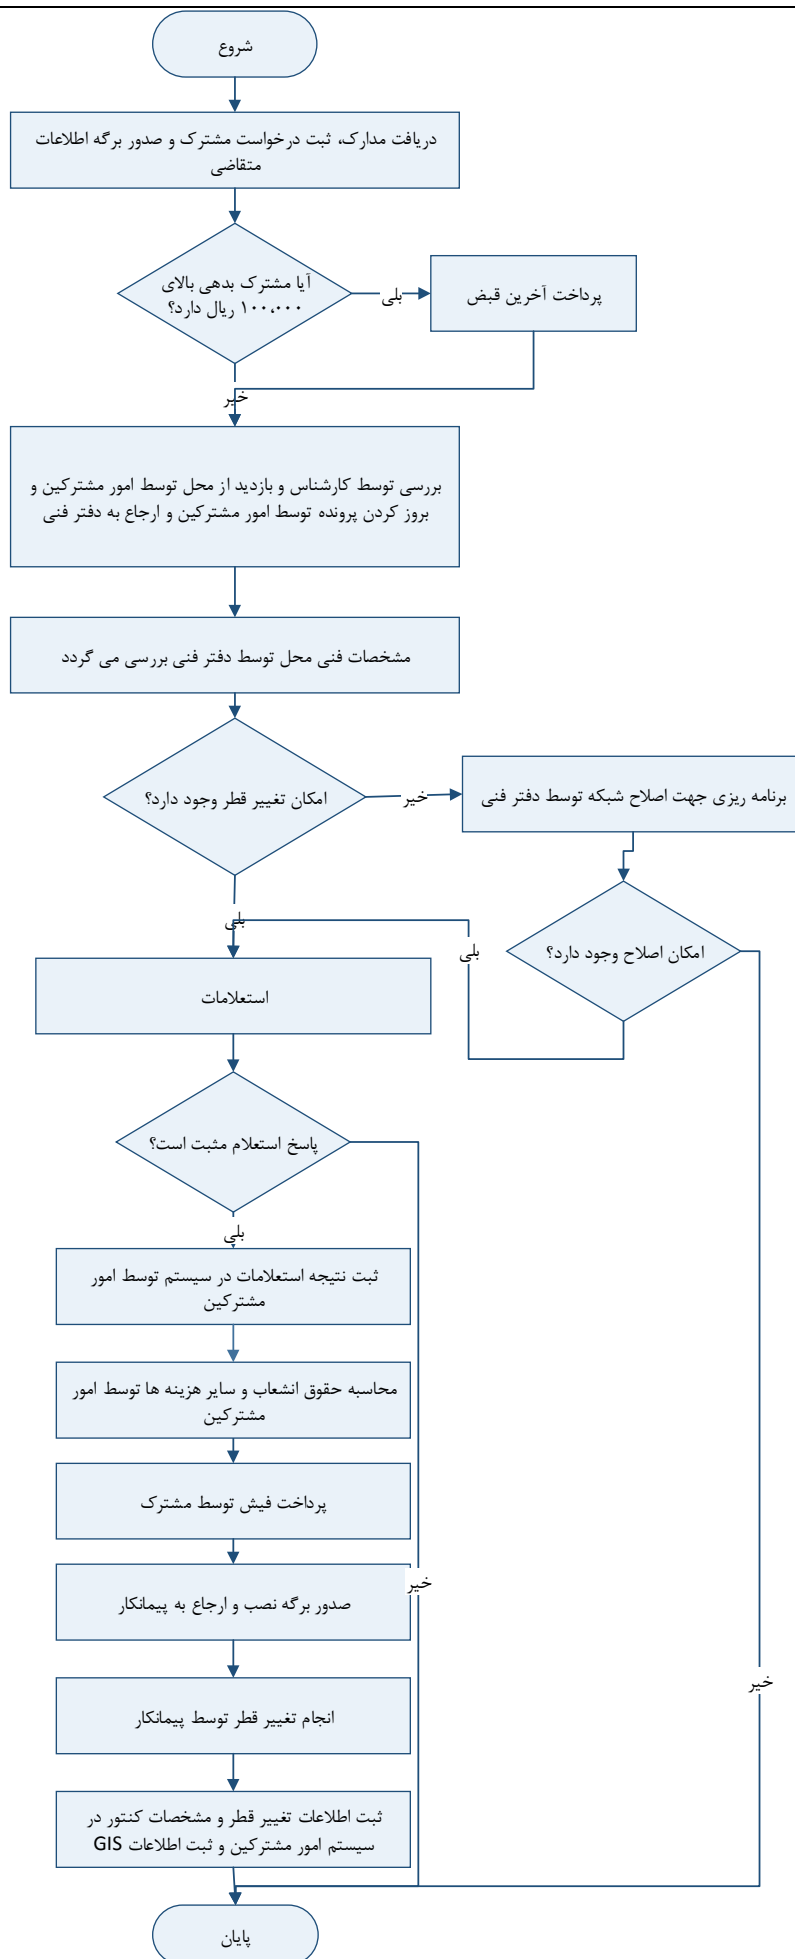 شروع
دریافت مدارک، ثبت درخواست مشترک و صدور برگه اطلاعات
متقاضی
آیا مشترک بدهی بالای
۱۰۰،۰۰۰ ریال دارد؟
بلی
پرداخت آخرین قبض
خیر
بررسی توسط کارشناس و بازدید از محل توسط امور مشترکین و
بروز کردن پرونده توسط امور مشترکین و ارجاع به دفتر فنی
مشخصات فنی محل توسط دفتر فنی بررسی می گردد
امکان تغییر قطر وجود دارد؟
خیر
برنامه ریزی جهت اصلاح شبکه توسط دفتر فنی
بلی
امکان اصلاح وجود دارد؟
بلی
استعلامات
پاسخ استعلام مثبت است؟
بلی
ثبت نتیجه استعلامات در سیستم توسط امور
مشترکین
محاسبه حقوق انشعاب و سایر هزینه ها توسط امور
مشترکین
پرداخت فیش توسط مشترک
صدور برگه نصب و ارجاع به پیمانکار
خیر
خیر
انجام تغییر قطر توسط پیمانکار
ثبت اطلاعات تغییر قطر و مشخصات کنتور در
سیستم امور مشترکین و ثبت اطلاعات GIS
پایان